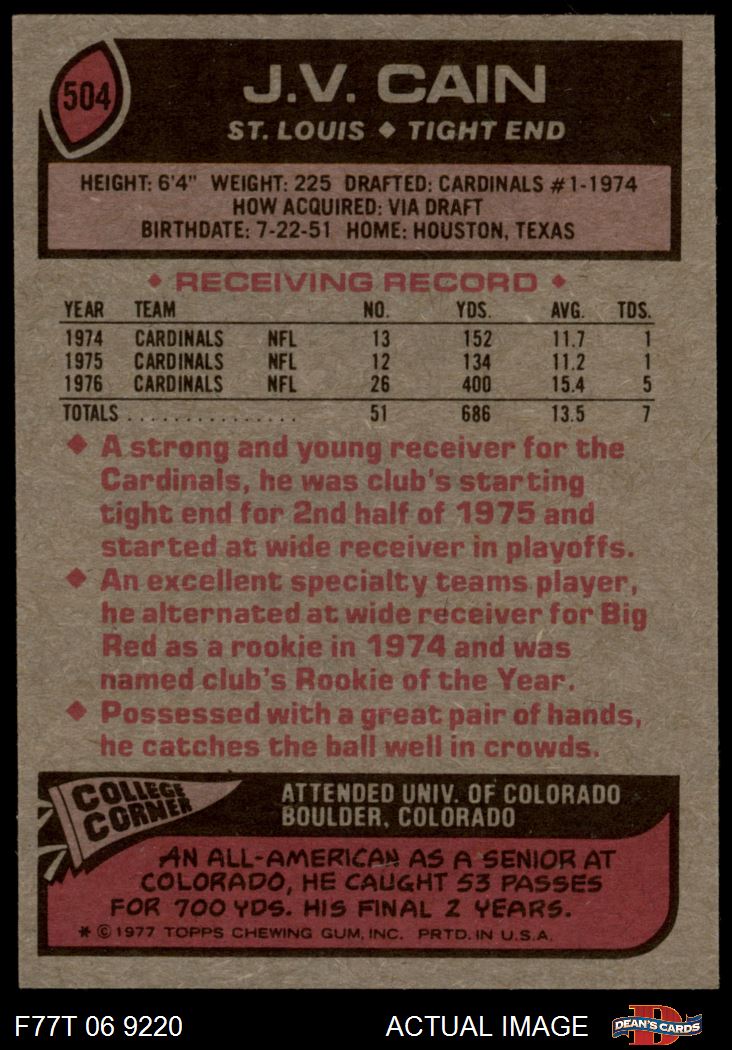 504
J.V. CAIN
ST. LOUIS ◆ TIGHT END
HEIGHT: 6'4" WEIGHT: 225 DRAFTED: CARDINALS #1-1974
HOW ACQUIRED: VIA DRAFT
BIRTHDATE: 7-22-51 HOME: HOUSTON, TEXAS
◆ RECEIVING RECORD ◆
YEAR TEAM NO. YDS. AVG. TDS.
1974 CARDINALS NFL 13 152 11.7 1
1975 CARDINALS NFL 12 134 11.2 1
1976 CARDINALS NFL 26 400 15.4 5
TOTALS ................ 51 686 13.5 7
◆ A strong and young receiver for the
Cardinals, he was club's starting
tight end for 2nd half of 1975 and
started at wide receiver in playoffs.
◆ An excellent specialty teams player,
he alternated at wide receiver for Big
Red as a rookie in 1974 and was
named club's Rookie of the Year.
◆ Possessed with a great pair of hands,
he catches the ball well in crowds.
COLLEGE
CORNER
ATTENDED UNIV. OF COLORADO
BOULDER, COLORADO
AN ALL-AMERICAN AS A SENIOR AT
COLORADO, HE CAUGHT 53 PASSES
FOR 700 YDS. HIS FINAL 2 YEARS.
* © 1977 TOPPS CHEWING GUM, INC. PRTD. IN U.S.A.
F77T 06 9220 ACTUAL IMAGE
D
DEAN'S CARDS